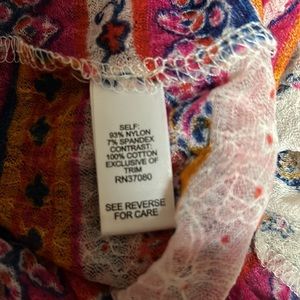 SELF:
93% NYLON
7% SPANDEX
CONTRAST:
100% COTTON
EXCLUSIVE OF
TRIM
RN37080
SEE REVERSE
FOR CARE